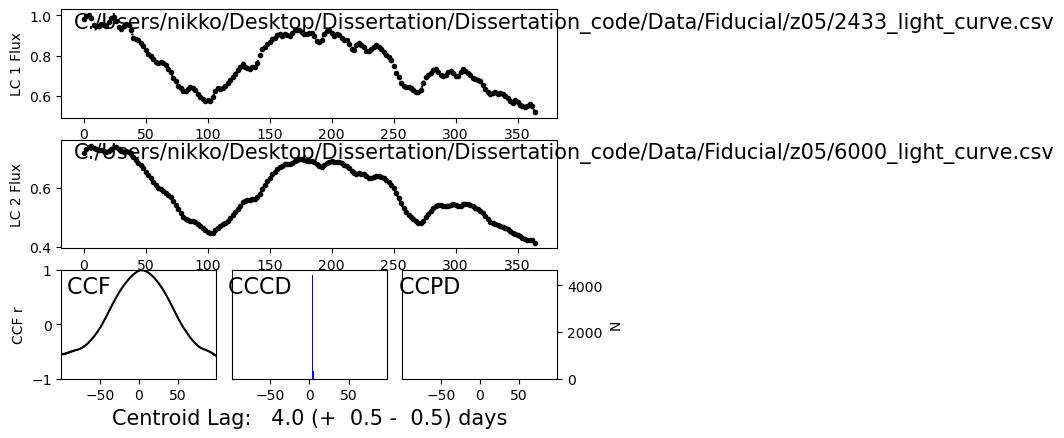 C:/Users/nikko/Desktop/Dissertation/Dissertation_code/Data/Fiducial/z05/2433_light_curve.csv
LC 1 Flux
1.0
0.8
0.6
0 50 100 150 200 250 300 350
C:/Users/nikko/Desktop/Dissertation/Dissertation_code/Data/Fiducial/z05/6000_light_curve.csv
LC 2 Flux
0.6
0.4
0 50 100 150 200 250 300 350
CCF
CCF r
1
0
−1
−50 0 50
CCCD
−50 0 50
CCPD
−50 0 50
4000
2000
0
N
Centroid Lag: 4.0 (+ 0.5 - 0.5) days